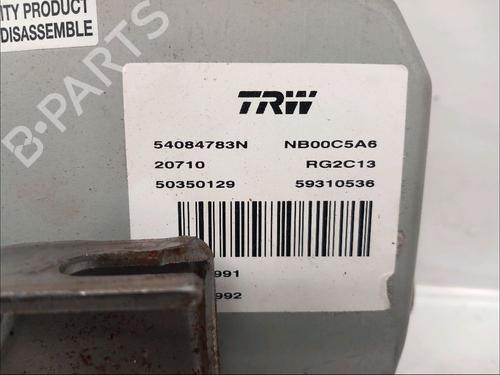 ITY PRODUCT
DISASSEMBLE
B-PARTS
TRW
54084783N NB00C5A6
20710 RG2C13
50350129 59310536
991
992